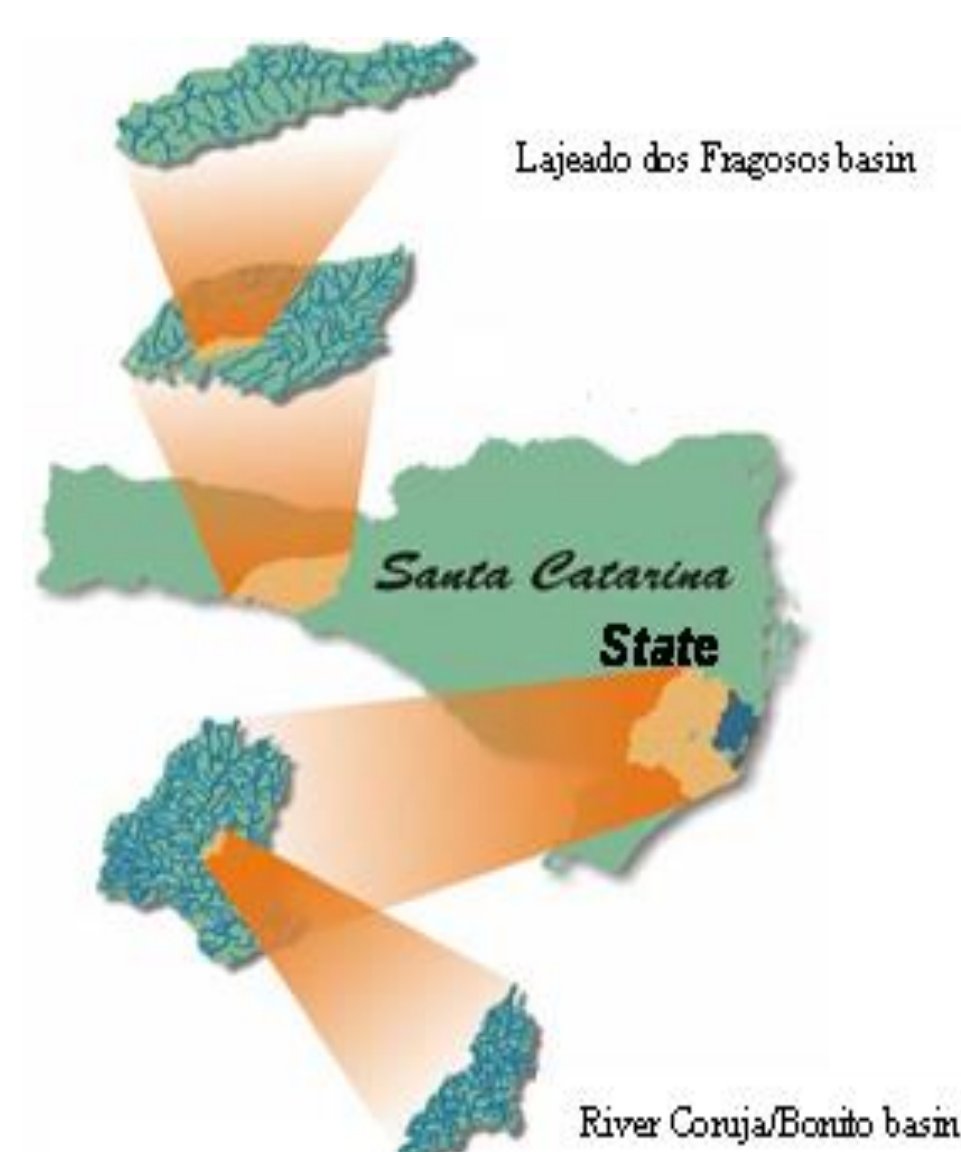 Lajeado dos Fragosos basin
Santa Catarina
State
River Coruja/Bonito basin